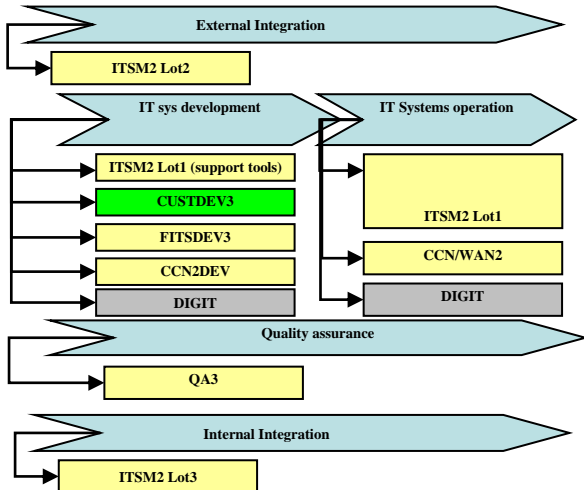 External Integration
ITSM2 Lot2
IT sys development
IT Systems operation
ITSM2 Lot1 (support tools)
CUSTDEV3
FITSDEV3
CCN2DEV
DIGIT
ITSM2 Lot1
CCN/WAN2
DIGIT
Quality assurance
QA3
Internal Integration
ITSM2 Lot3